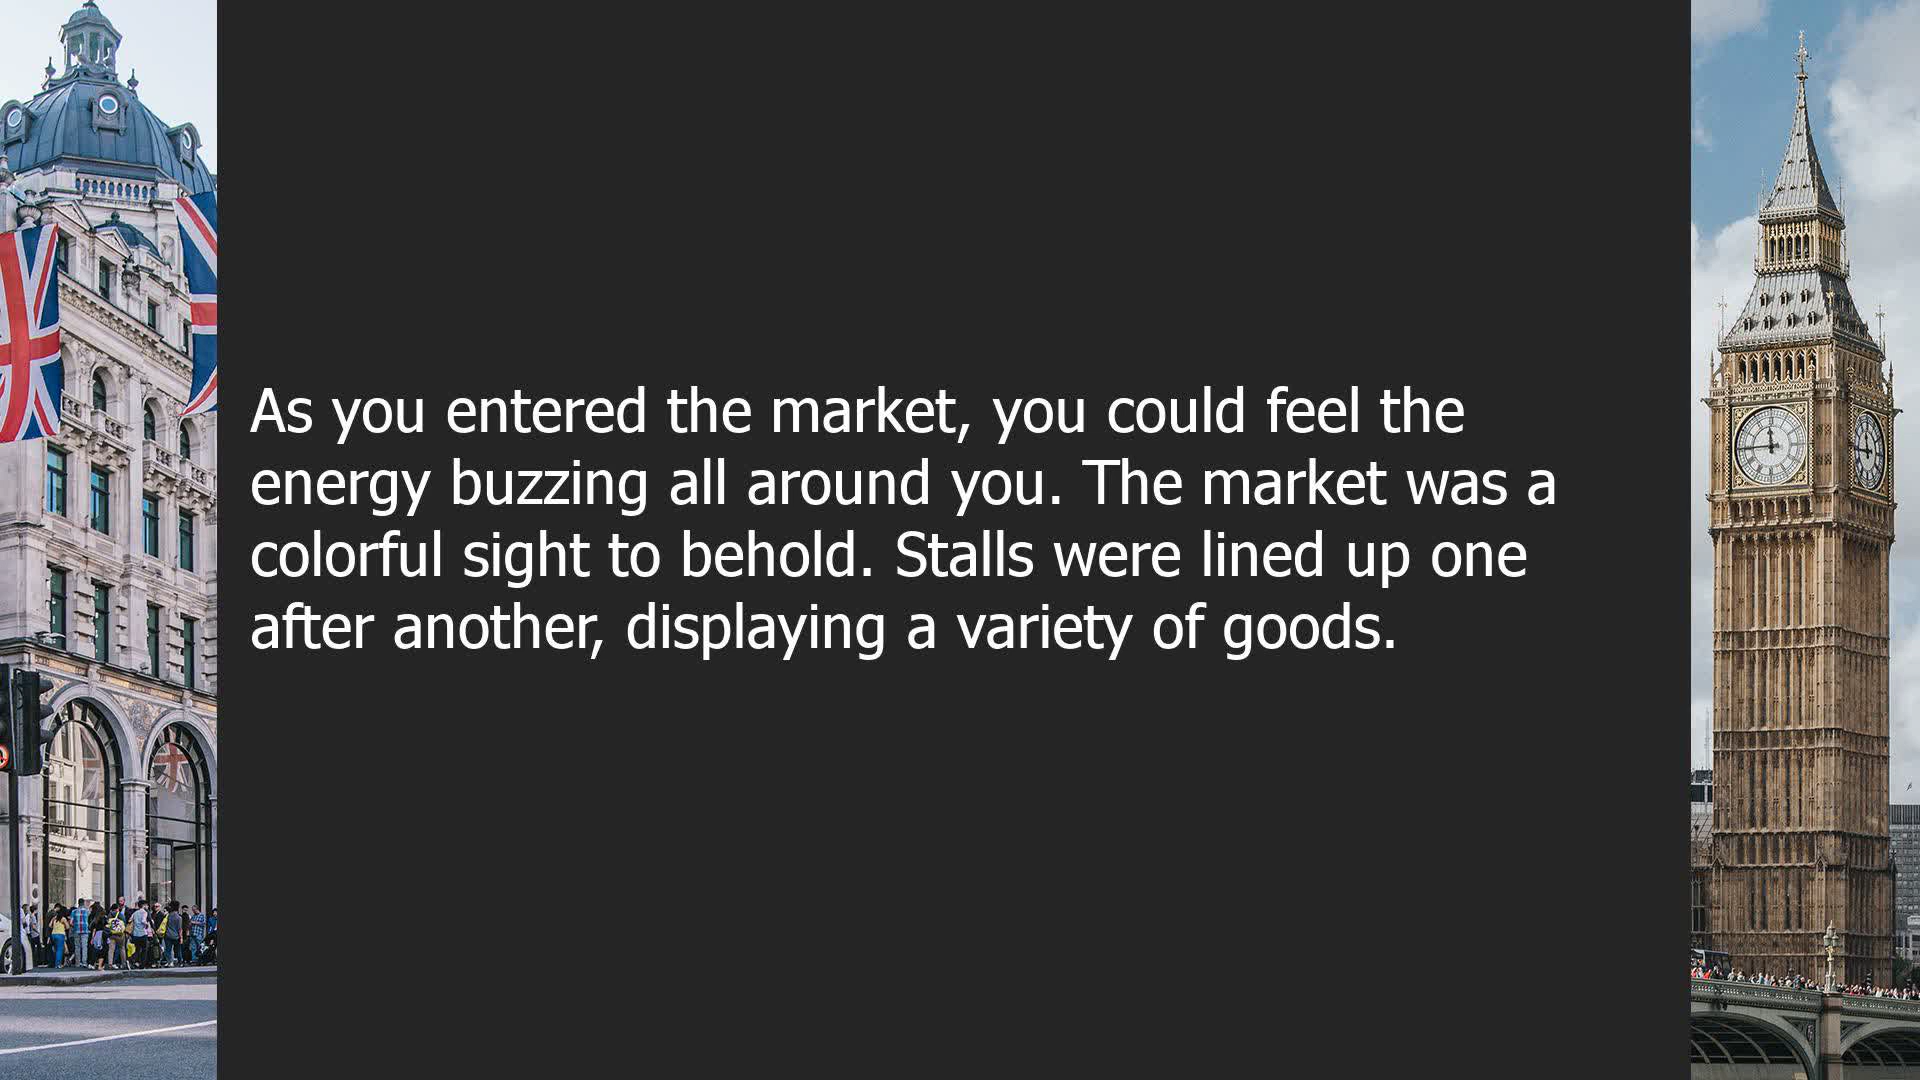 As you entered the market, you could feel the
energy buzzing all around you. The market was a
colorful sight to behold. Stalls were lined up one
after another, displaying a variety of goods.